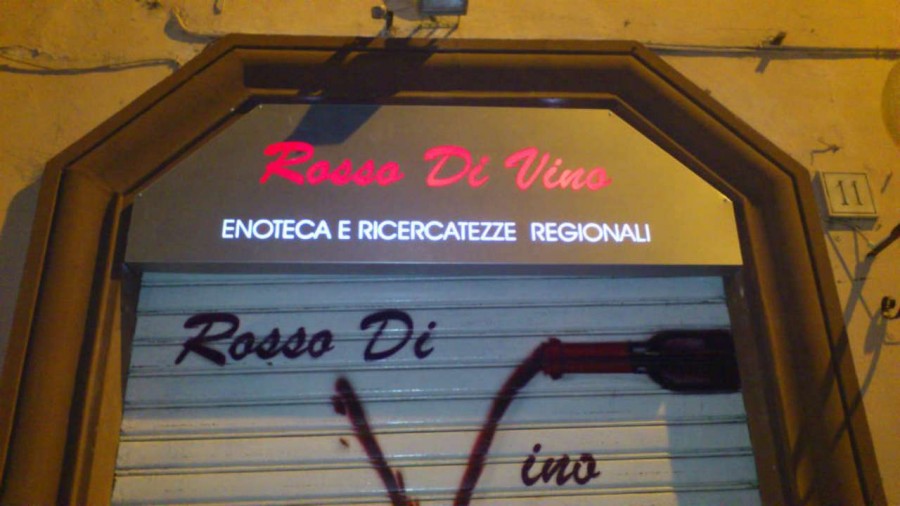 Rosso Di Vino
ENOTECA E RICERCATEZZE REGIONALI
11
Rosso Di
Vino